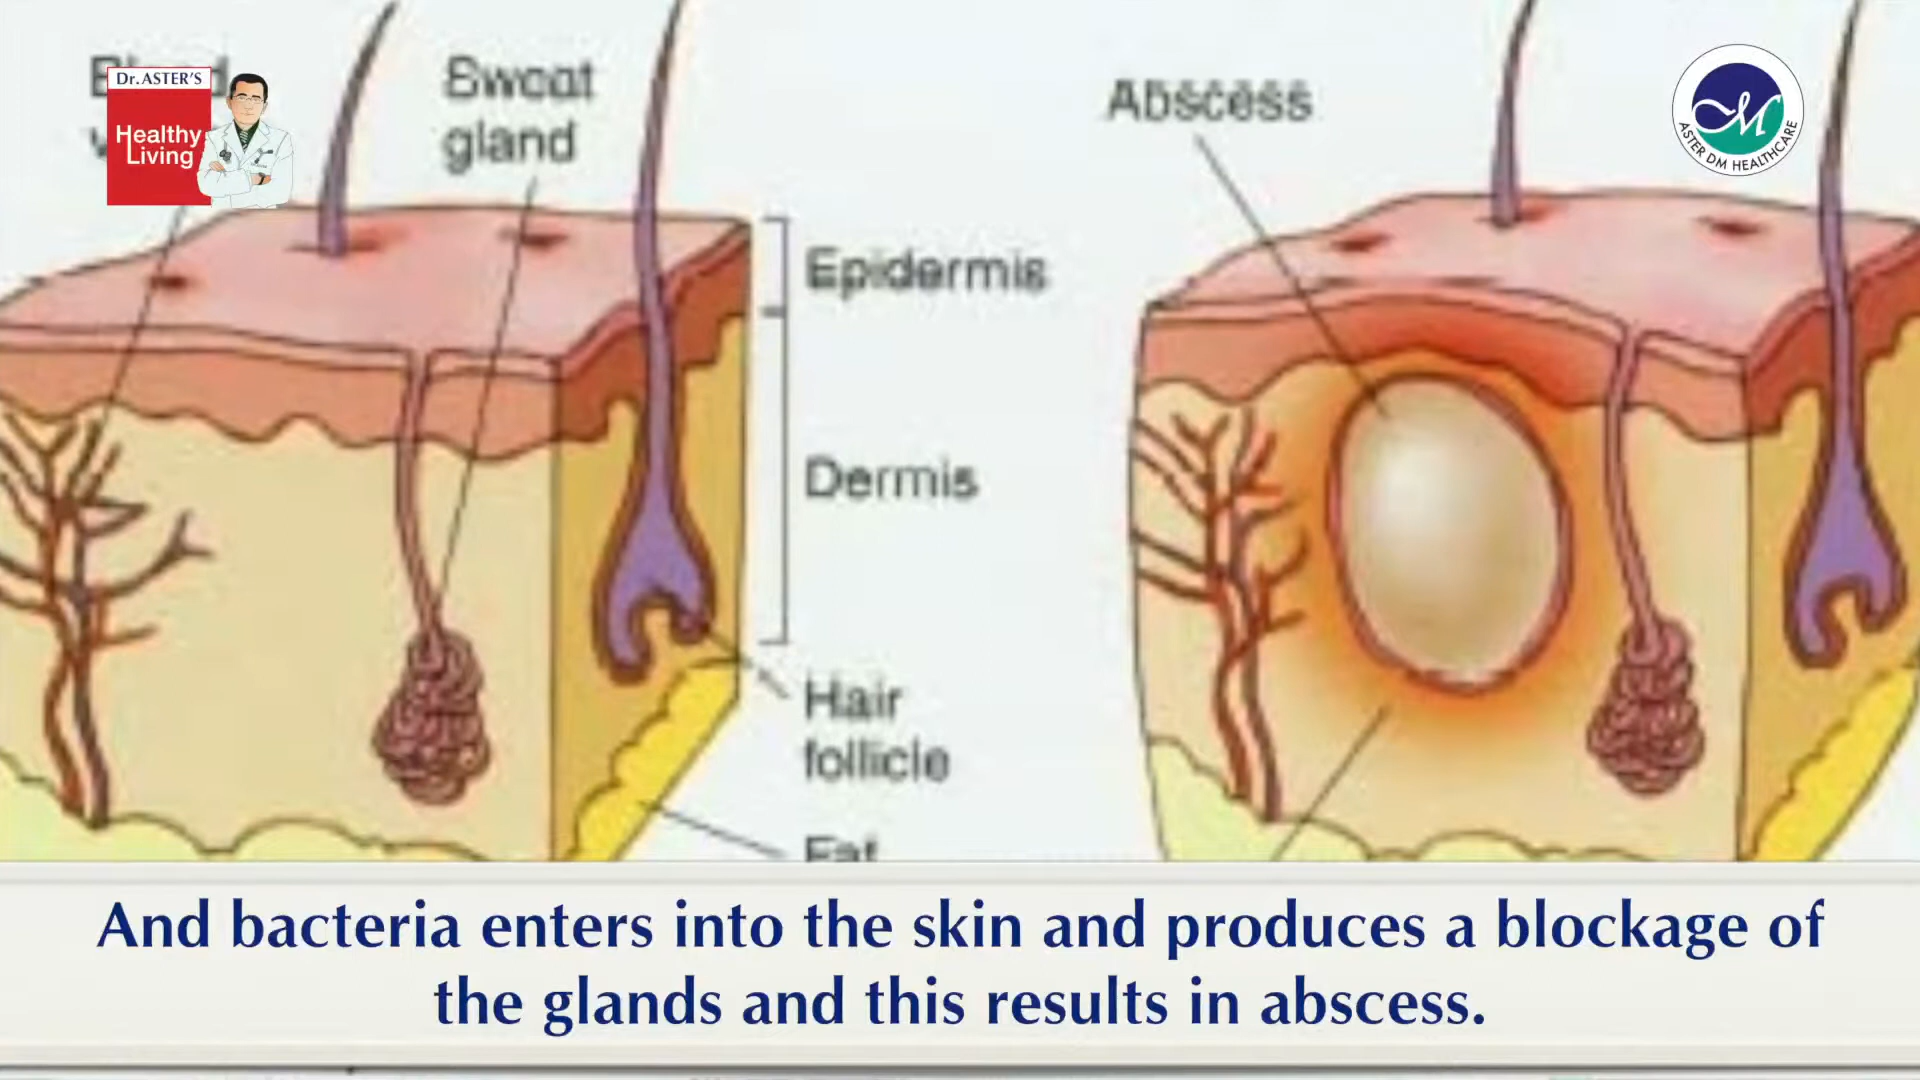 Dr. ASTER'S
Healthy
Living
Sweat
gland
Abscess
ASTER DM HEALTHCARE
Epidermis
Dermis
Hair
follicle
Fat
And bacteria enters into the skin and produces a blockage of
the glands and this results in abscess.